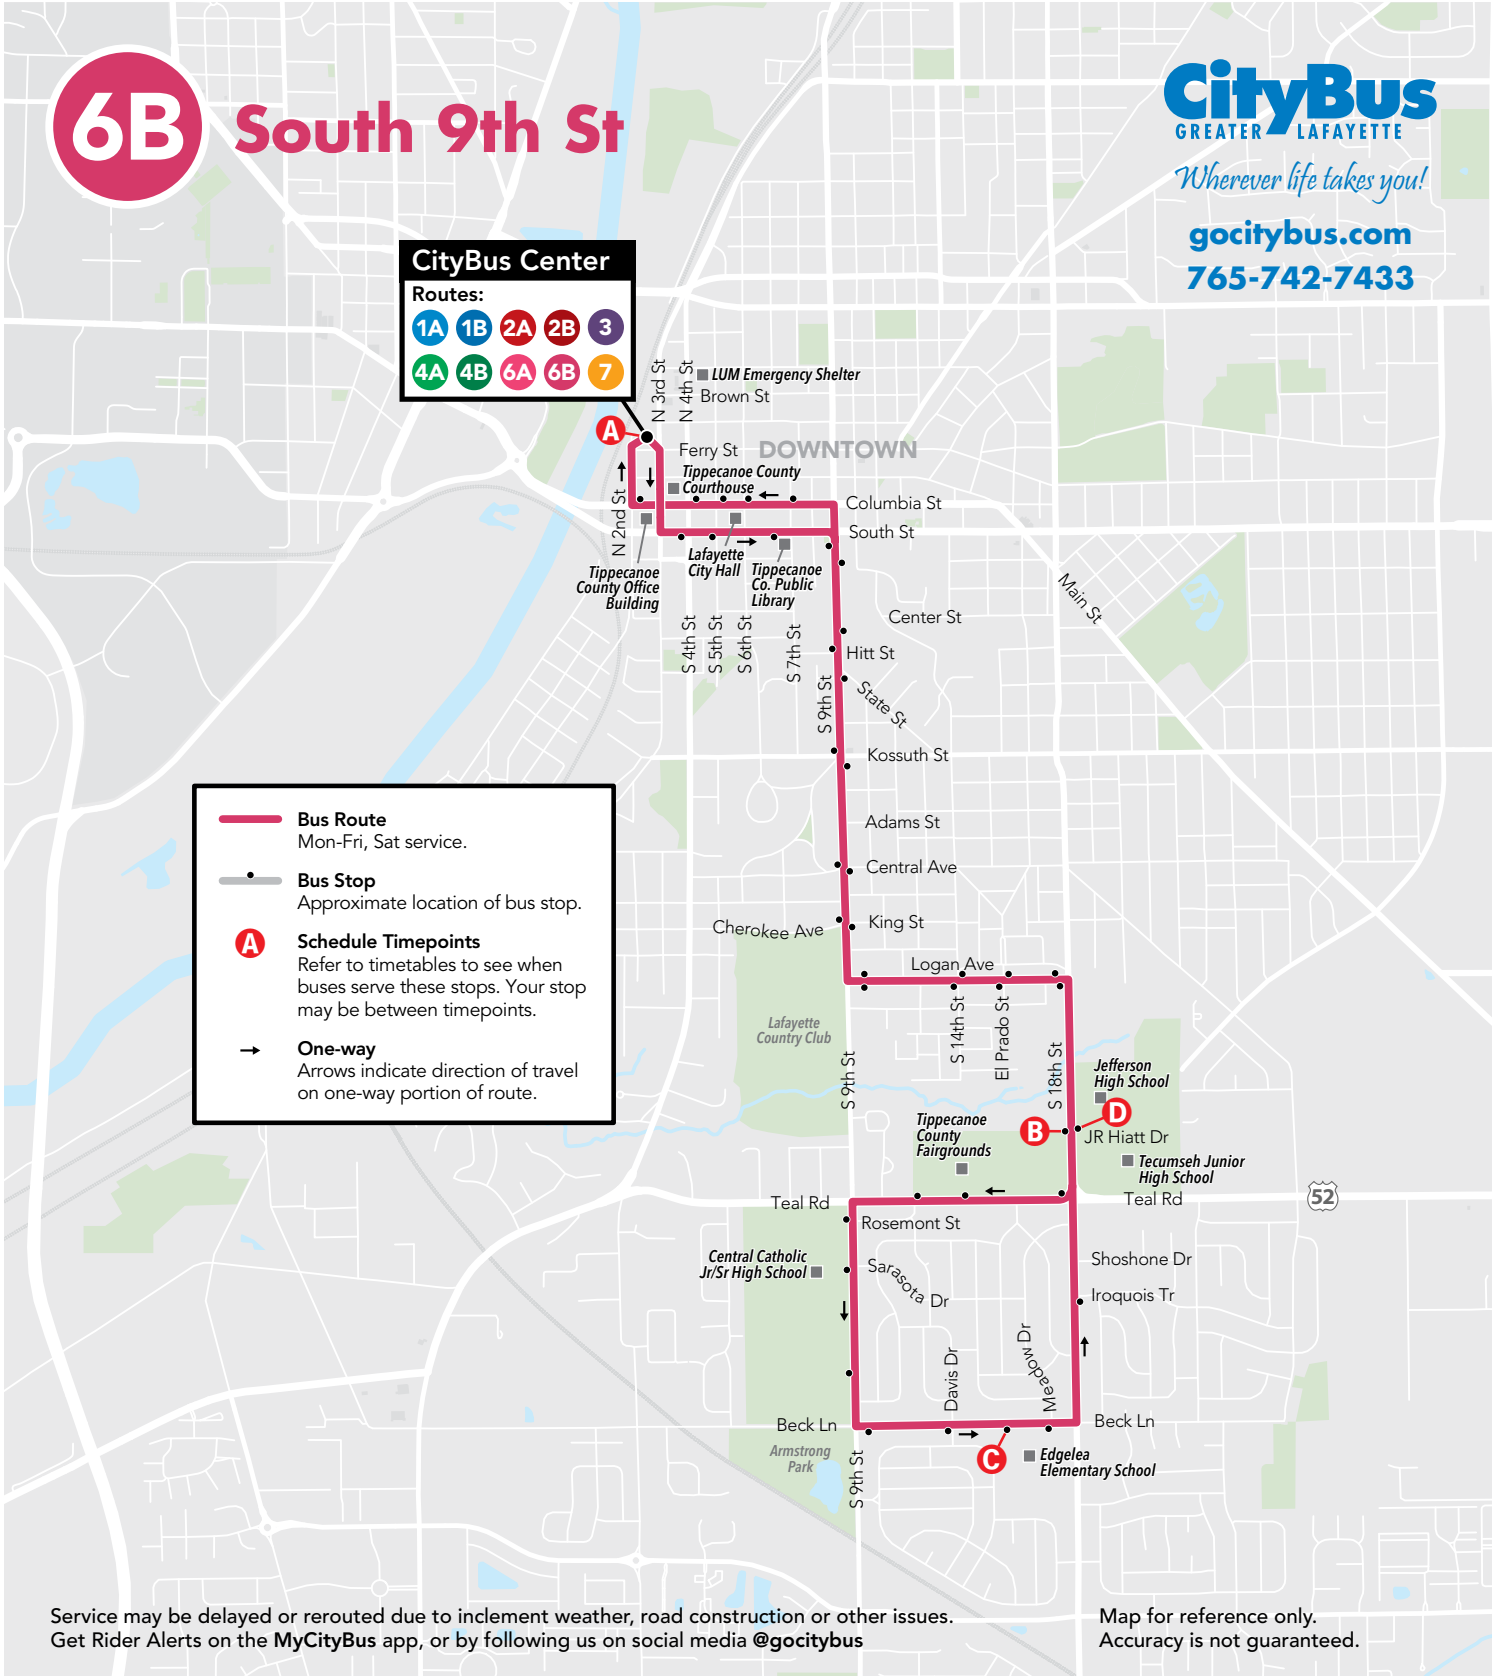 6B
South 9th St
CityBus
GREATER LAFAYETTE
Wherever life takes you!
gocitybus.com
765-742-7433
CityBus Center
Routes:
1A 1B 2A 2B 3
4A 4B 6A 6B 7
N 3rd St
N 4th St
LUM Emergency Shelter
Brown St
A
Ferry St
DOWNTOWN
Tippecanoe County
Courthouse
N 2nd St
Columbia St
South St
Lafayette
City Hall
Tippecanoe
County Office
Building
Tippecanoe
Co. Public
Library
Main St
S 4th St
S 5th St
S 6th St
S 7th St
Center St
Hitt St
S 9th St
State St
Kossuth St
Adams St
Central Ave
Cherokee Ave
King St
Logan Ave
Lafayette
Country Club
S 9th St
S 14th St
El Prado St
S 18th St
Jefferson
High School
D
B
JR Hiatt Dr
Tippecanoe
County
Fairgrounds
Tecumseh Junior
High School
Teal Rd
Teal Rd
52
Rosemont St
Central Catholic
Jr/Sr High School
Sarasota Dr
Shoshone Dr
Iroquois Tr
Davis Dr
Meadow Dr
Beck Ln
Beck Ln
Armstrong
Park
S 9th St
C
Edgelea
Elementary School
Bus Route
Mon-Fri, Sat service.
Bus Stop
Approximate location of bus stop.
A
Schedule Timepoints
Refer to timetables to see when
buses serve these stops. Your stop
may be between timepoints.
One-way
Arrows indicate direction of travel
on one-way portion of route.
Service may be delayed or rerouted due to inclement weather, road construction or other issues.
Get Rider Alerts on the MyCityBus app, or by following us on social media @gocitybus
Map for reference only.
Accuracy is not guaranteed.